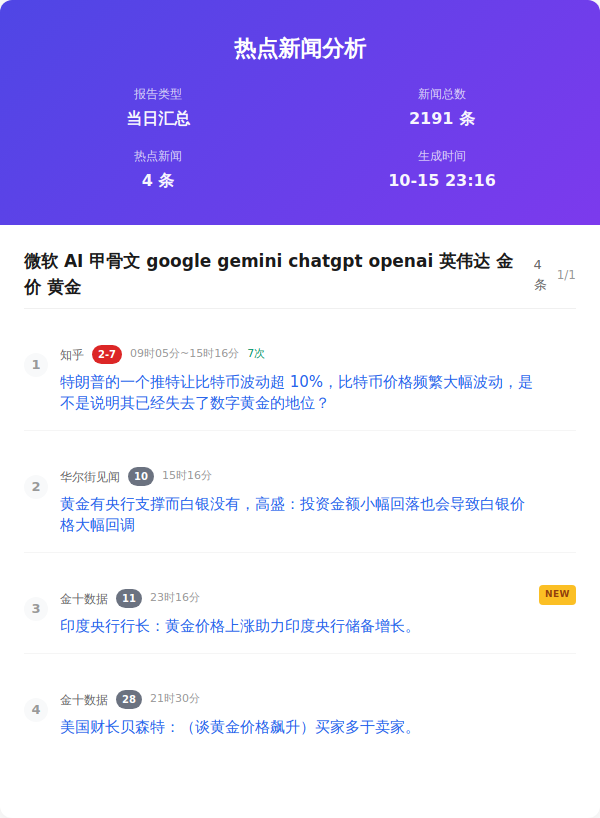 热点新闻分析
报告类型
新闻总数
当日汇总
2191 条
热点新闻
生成时间
4 条
10-15 23:16
微软 AI 甲骨文 google gemini chatgpt openai 英伟达 金
价 黄金
4
条
1/1
1
知乎 2-7 09时05分~15时16分 7次
特朗普的一个推特让比特币波动超 10%，比特币价格频繁大幅波动，是
不是说明其已经失去了数字黄金的地位？
2
华尔街见闻 10 15时16分
黄金有央行支撑而白银没有，高盛：投资金额小幅回落也会导致白银价
格大幅回调
3
金十数据 11 23时16分
NEW
印度央行行长：黄金价格上涨助力印度央行储备增长。
4
金十数据 28 21时30分
美国财长贝森特：（谈黄金价格飙升）买家多于卖家。